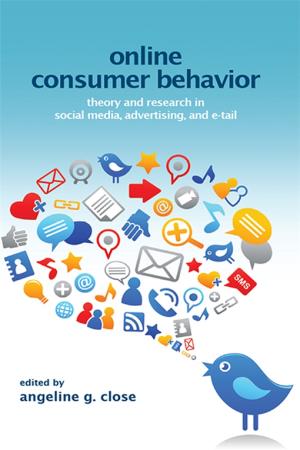 online
consumer behavior
theory and research in
social media, advertising, and e-tail
SMS
edited by
angeline g. close